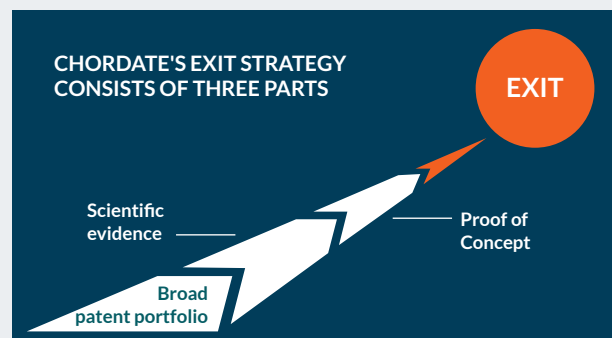 CHORDATE'S EXIT STRATEGY
CONSISTS OF THREE PARTS
EXIT
Scientific
evidence
Proof of
Concept
Broad
patent portfolio